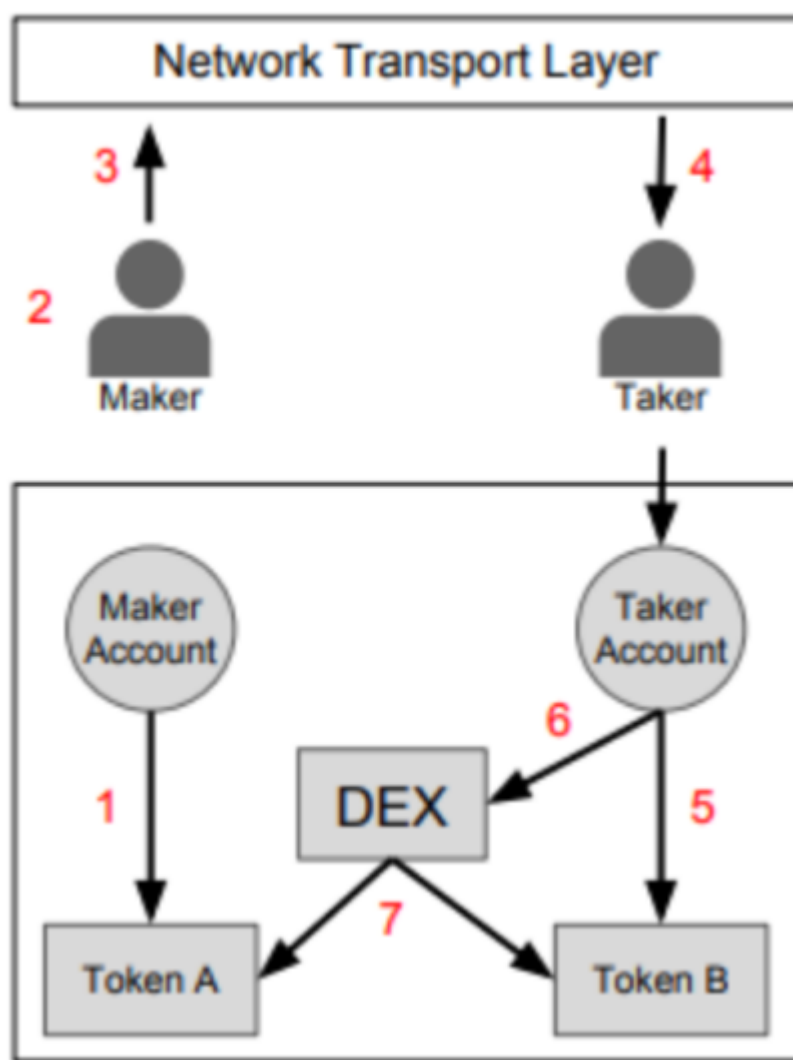 Network Transport Layer
3
4
2
Maker
Taker
Maker
Account
Taker
Account
6
1
DEX
5
7
Token A
Token B